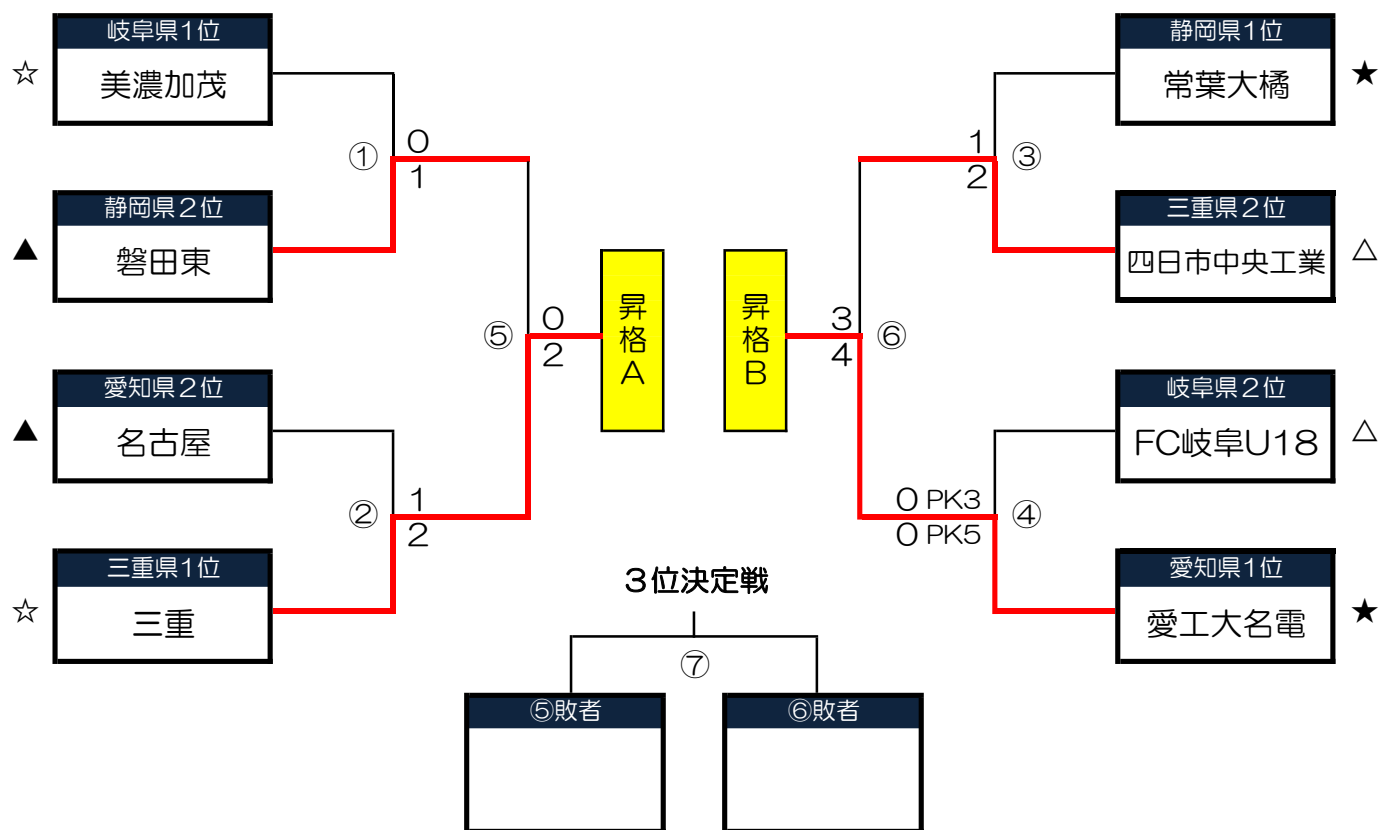 岐阜県1位
☆ 美濃加茂
静岡県1位
常葉大橘 ★
① 0
1
1 ③
2
静岡県2位
▲ 磐田東
三重県2位
四日市中央工業 △
昇格A
昇格B
⑤ 0
2
3 ⑥
4
愛知県2位
▲ 名古屋
岐阜県2位
FC岐阜U18 △
② 1
2
0 PK3 ④
0 PK5
三重県1位
☆ 三重
愛知県1位
愛工大名電 ★
3位決定戦
⑦
⑤敗者
⑥敗者